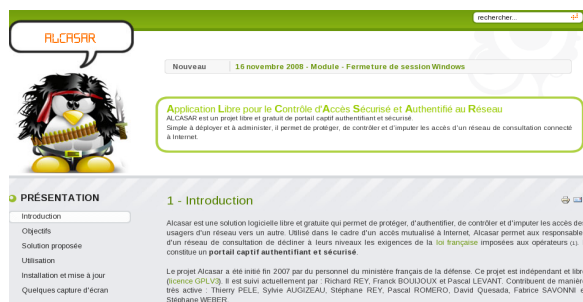 rechercher...
ALCASAR
Nouveau
16 novembre 2008 - Module - Fermeture de session Windows
Application Libre pour le Contrôle d'Accès Sécurisé et Authentifié au Réseau
ALCASAR est un projet libre et gratuit de portail captif authentifiant et sécurisé.
Simple à déployer et à administrer, il permet de protéger, de contrôler et d'imputer les accès d'un réseau de consultation connecté
à Internet.
PRÉSENTATION
Introduction
Objectifs
Solution proposée
Utilisation
Installation et mise à jour
Quelques capture d'écran
1 - Introduction
Alcasar est une solution logicielle libre et gratuite qui permet de protéger, d'authentifier, de contrôler et d'imputer les accès des
usagers d'un réseau vers un autre. Utilisé dans le cadre d'un accès mutualisé à Internet, Alcasar permet aux responsable
d'un réseau de consultation de décliner à leurs niveaux les exigences de la loi française imposées aux opérateurs (1).
constitue un portail captif authentifiant et sécurisé.
Le projet Alcasar a été initié fin 2007 par du personnel du ministère français de la défense. Ce projet est indépendant et libr
(licence GPLV3). Il est suivi actuellement par : Richard REY, Franck BOUIJOUX et Pascal LEVANT. Contribuent de manièr
très active : Thierry PELE, Sylvie AUGIZEAU, Stéphane REY, Pascal ROMERO, David Quesada, Fabrice SAVONNI
Stéphane WEBER